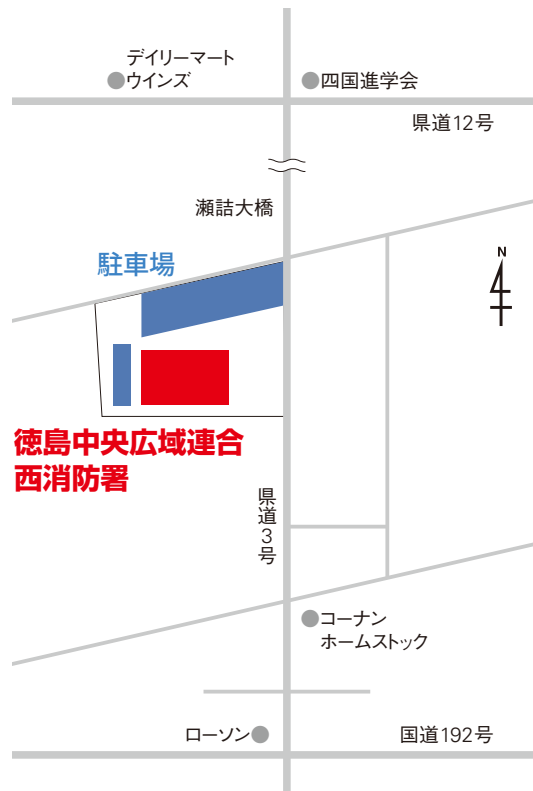 デイリーマート
ウインズ
四国進学会
県道12号
瀬詰大橋
駐車場
N
徳島中央広域連合
西消防署
県道3号
コーナン
ホームストック
ローソン
国道192号